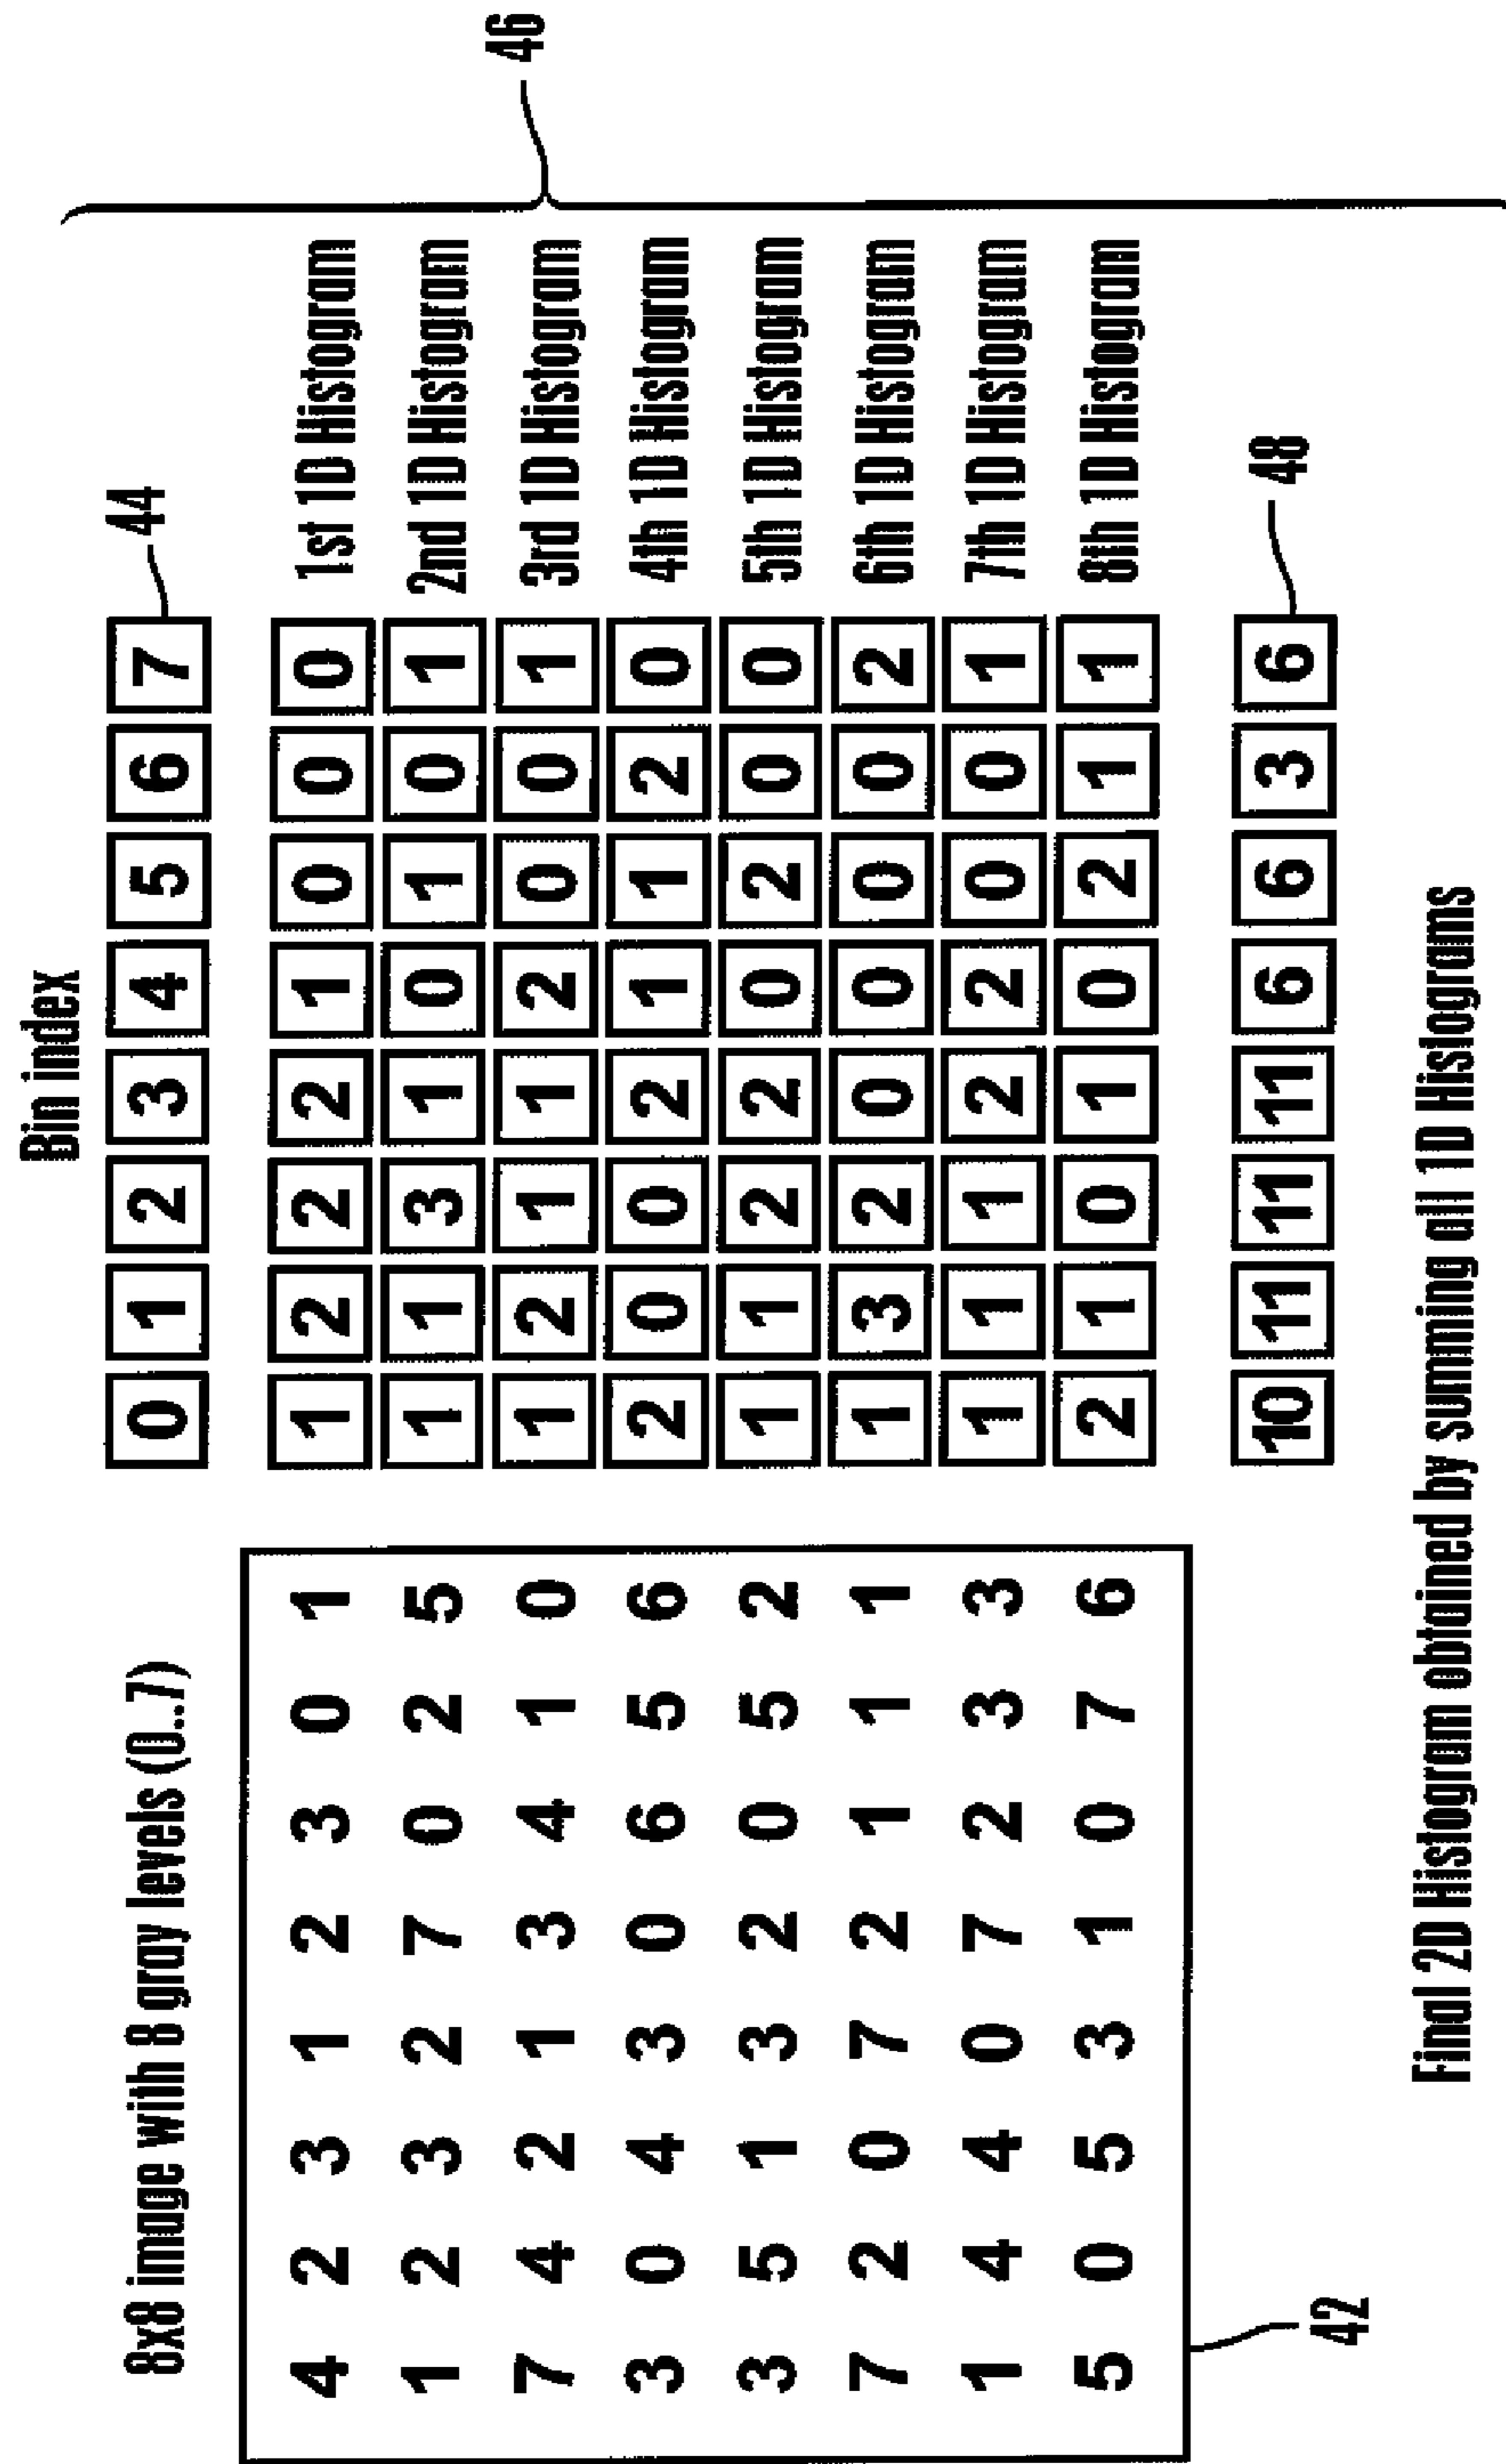 Bin index
8x8 image with 8 gray levels (0..7)
0 1 2 3 4 5 6 7
44
4 2 3 1 2 3 0 1
1 2 2 2 1 0 0 0 1st 1D Histogram
1 2 3 2 7 0 2 5
1 1 3 1 0 1 0 1 2nd 1D Histogram
7 4 2 1 3 4 1 0
1 2 1 1 2 0 0 1 3rd 1D Histogram
46
3 0 4 3 0 6 5 6
2 0 0 2 1 1 2 0 4th 1D Histogram
3 5 1 3 2 0 5 2
1 1 2 2 0 2 0 0 5th 1D Histogram
7 2 0 7 2 1 1 1
1 3 2 0 0 0 0 2 6th 1D Histogram
1 4 4 0 7 2 3 3
1 1 1 2 2 0 0 1 7th 1D Histogram
5 0 5 3 1 0 7 6
2 1 0 1 0 2 1 1 8th 1D Histogram
10 11 11 11 6 6 3 6
48
42
Final 2D Histogram obtained by summing all 1D Histograms